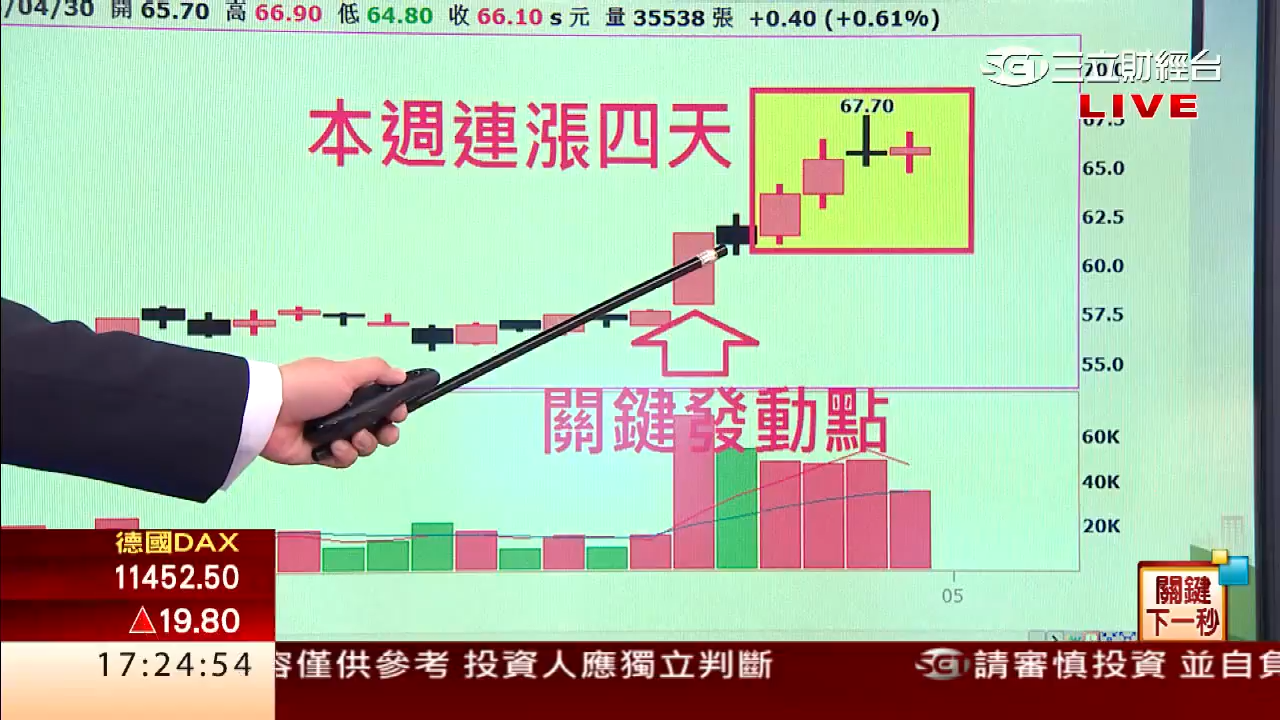 /04/30 開 65.70 高 66.90 低 64.80 收 66.10 s 元 量 35538 張 +0.40 (+0.61%)
SET 三立財經台
LIVE
本週連漲四天
67.70
70.0
67.5
65.0
62.5
60.0
57.5
55.0
關鍵發動點
60K
40K
20K
05
德國DAX
11452.50
△19.80
關鍵
下一秒
17:24:54
容僅供參考 投資人應獨立判斷 SET 請審慎投資 並自負